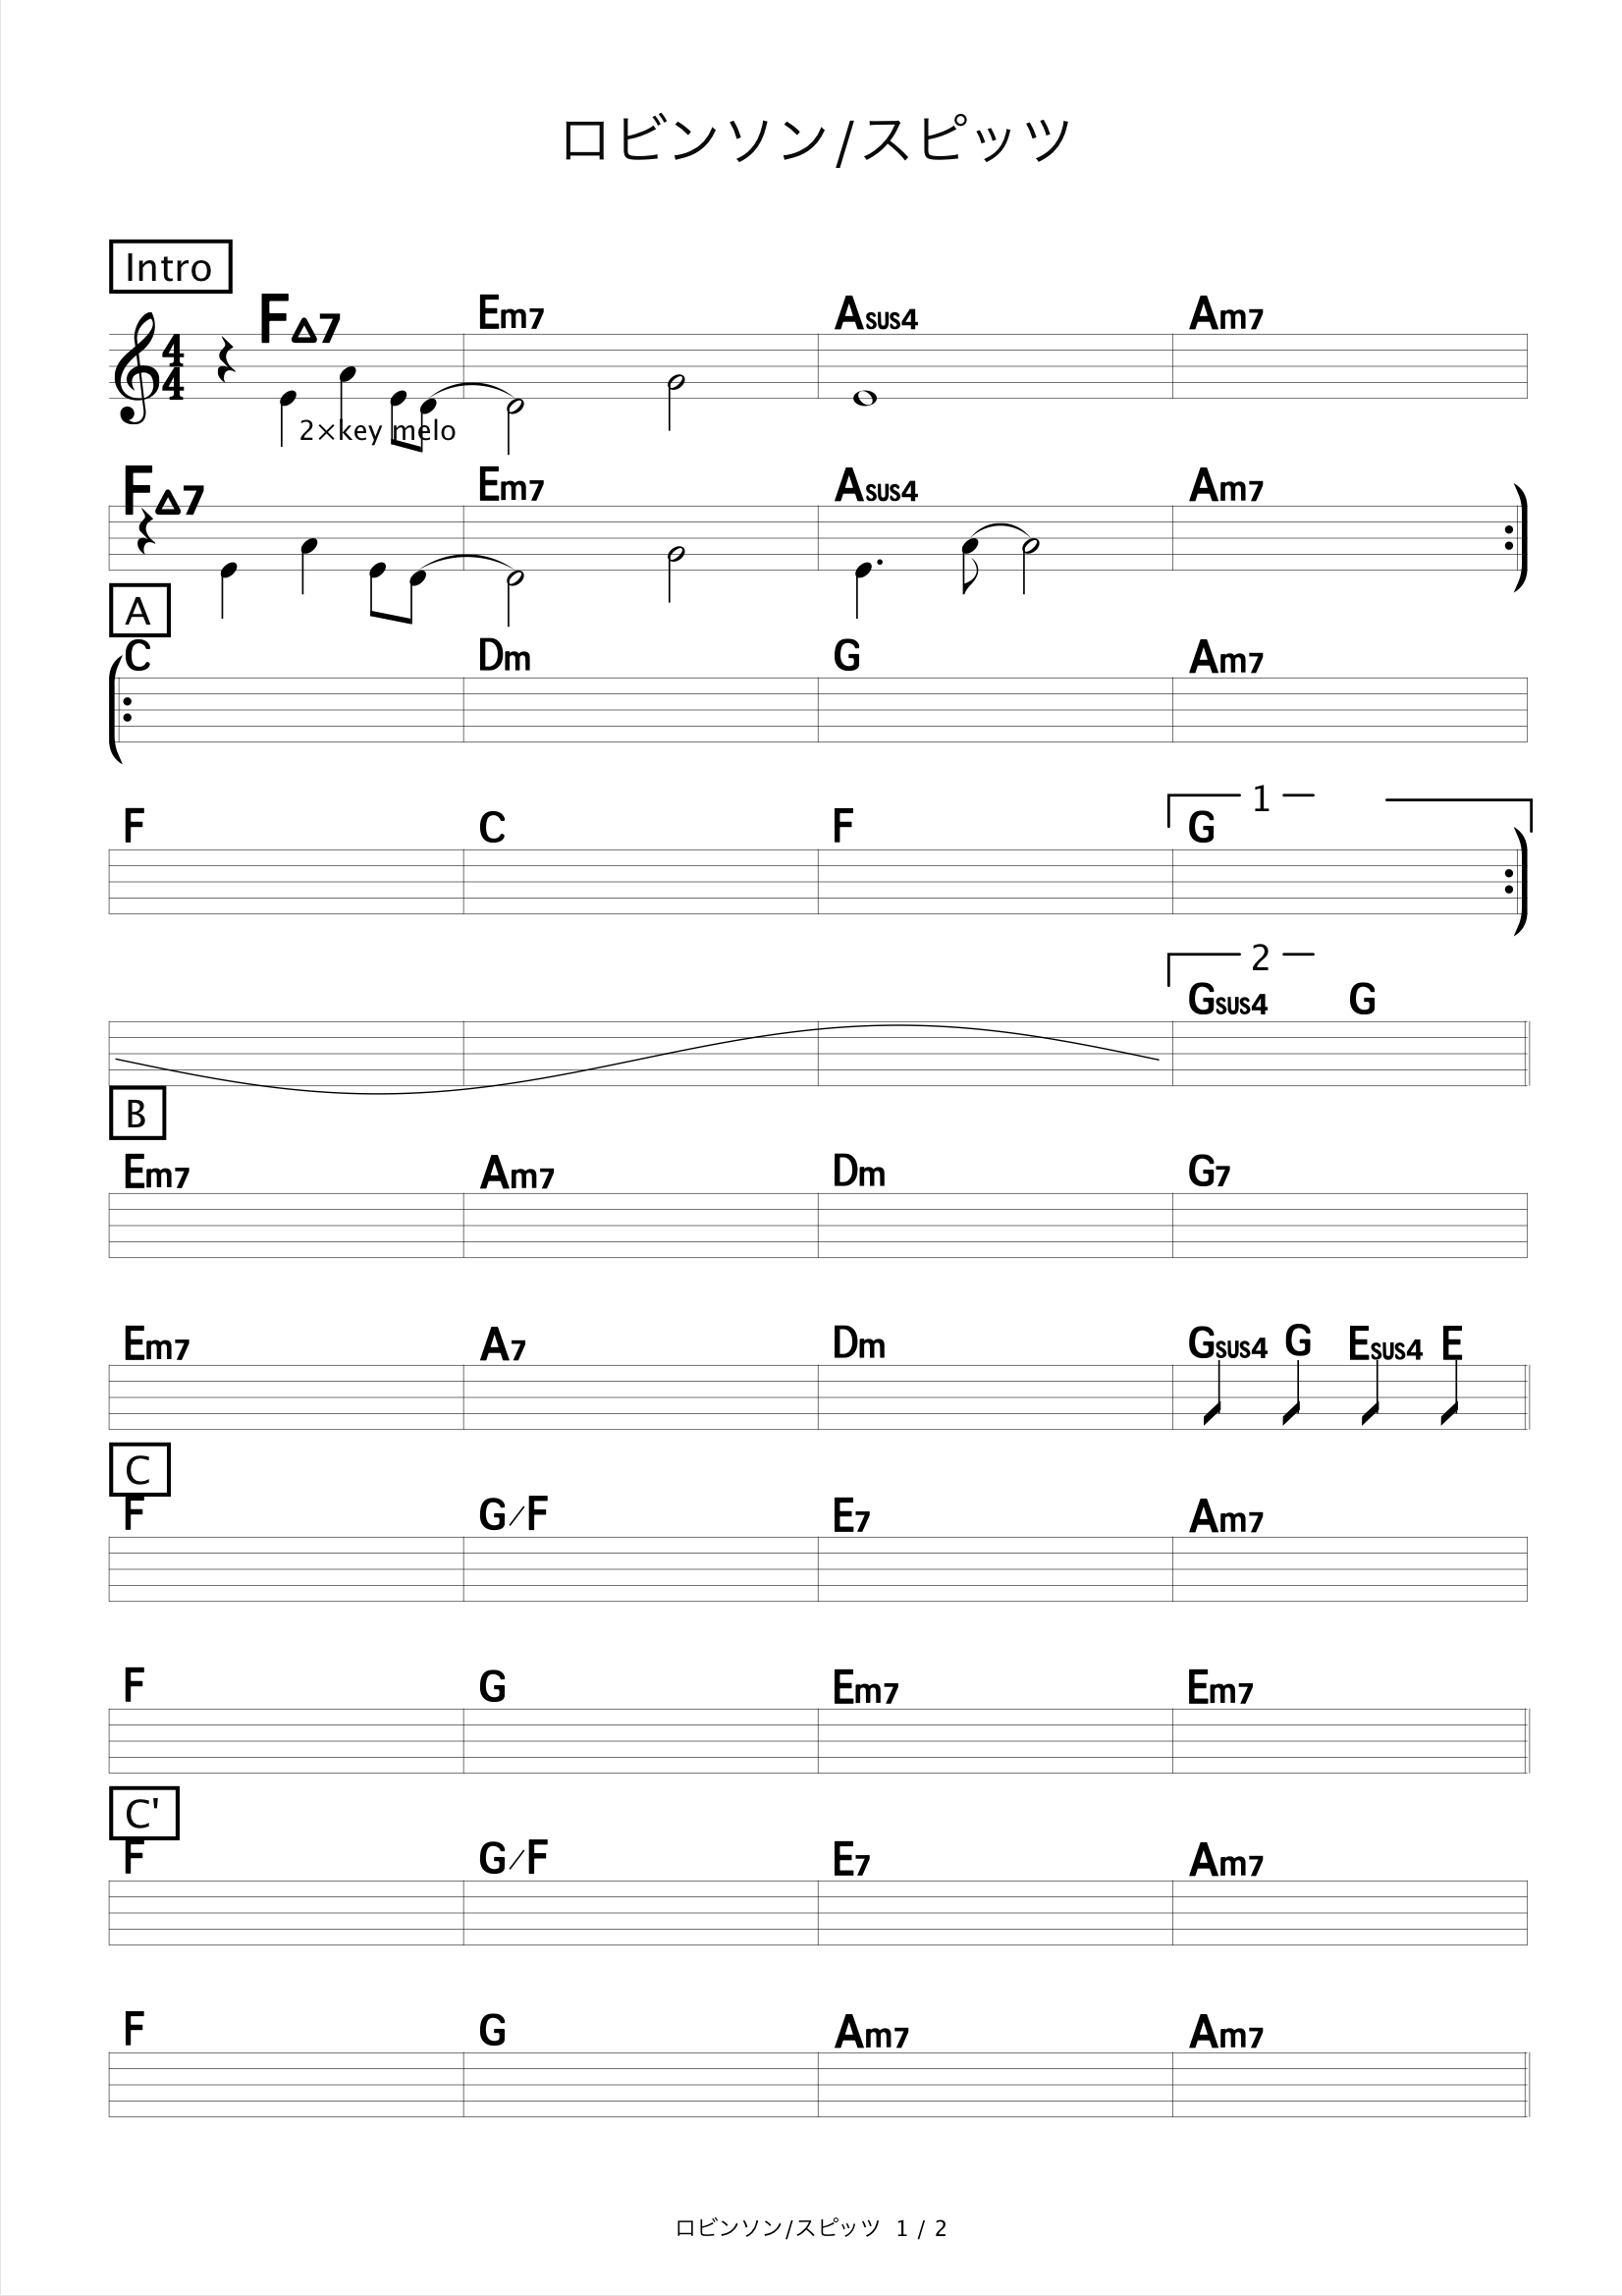 ロビンソン/スピッツ
Intro
F△7 Em7 Asus4 Am7
4
4
2×key melo
F△7 Em7 Asus4 Am7
A
C Dm G Am7
1
F C F G
2
Gsus4 G
B
Em7 Am7 Dm G7
Em7 A7 Dm Gsus4 G Esus4 E
C
F G/F E7 Am7
F G Em7 Em7
C'
F G/F E7 Am7
F G Am7 Am7
ロビンソン/スピッツ 1 / 2